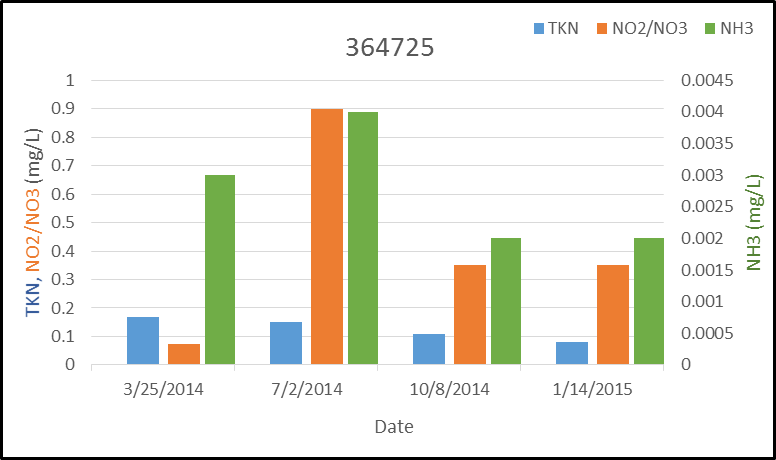 TKN NO2/NO3 NH3
364725
1 0.0045
0.9 0.004
0.8 0.0035
0.7 0.003
0.6 0.0025
0.5 0.002
0.4 0.0015
0.3 0.001
0.2 0.0005
0.1 0
0
TKN, NO2/NO3 (mg/L)
NH3 (mg/L)
3/25/2014 7/2/2014 10/8/2014 1/14/2015
Date